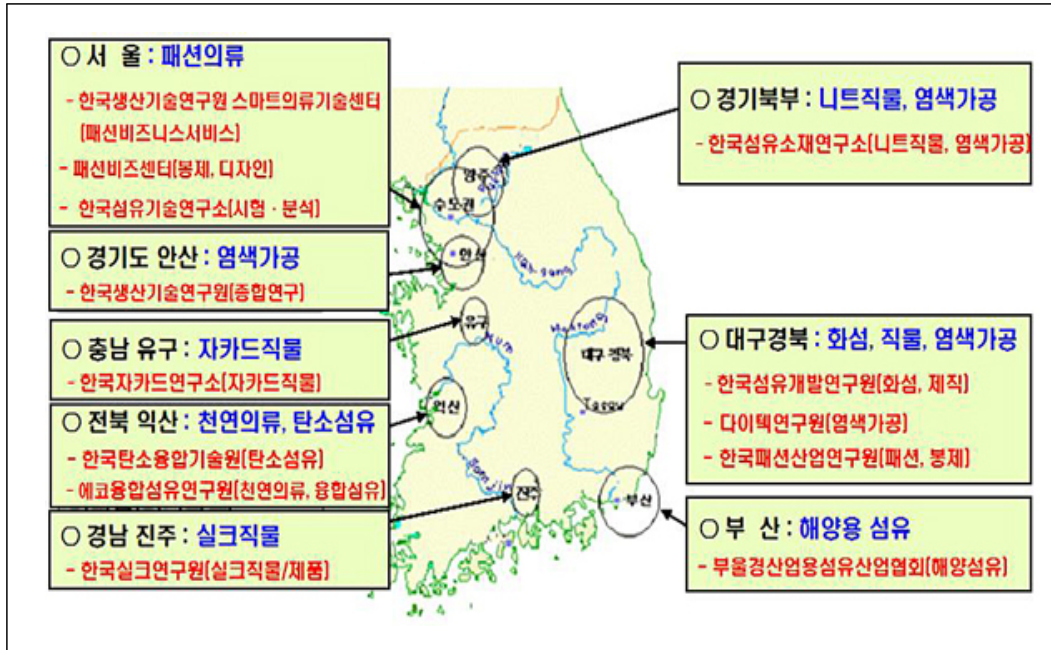 ○ 서 울 : 패션의류
- 한국생산기술연구원 스마트의류기술센터
(패션비즈니스서비스)
- 패션비즈센터(봉제, 디자인)
- 한국섬유기술연구소(시험 · 분석)
○ 경기도 안산 : 염색가공
- 한국생산기술연구원(종합연구)
○ 충남 유구 : 자카드직물
- 한국자카드연구소(자카드직물)
○ 전북 익산 : 천연의류, 탄소섬유
- 한국탄소융합기술원(탄소섬유)
- 에코융합섬유연구원(천연의류, 융합섬유)
○ 경남 진주 : 실크직물
- 한국실크연구원(실크직물/제품)
양주
수도권
안산
유구
익산
진주
대구·경북
Taegu
부산
○ 경기북부 : 니트직물, 염색가공
- 한국섬유소재연구소(니트직물, 염색가공)
○ 대구경북 : 화섬, 직물, 염색가공
- 한국섬유개발연구원(화섬, 제직)
- 다이텍연구원(염색가공)
- 한국패션산업연구원(패션, 봉제)
○ 부 산 : 해양용 섬유
- 부울경산업용섬유산업협회(해양섬유)